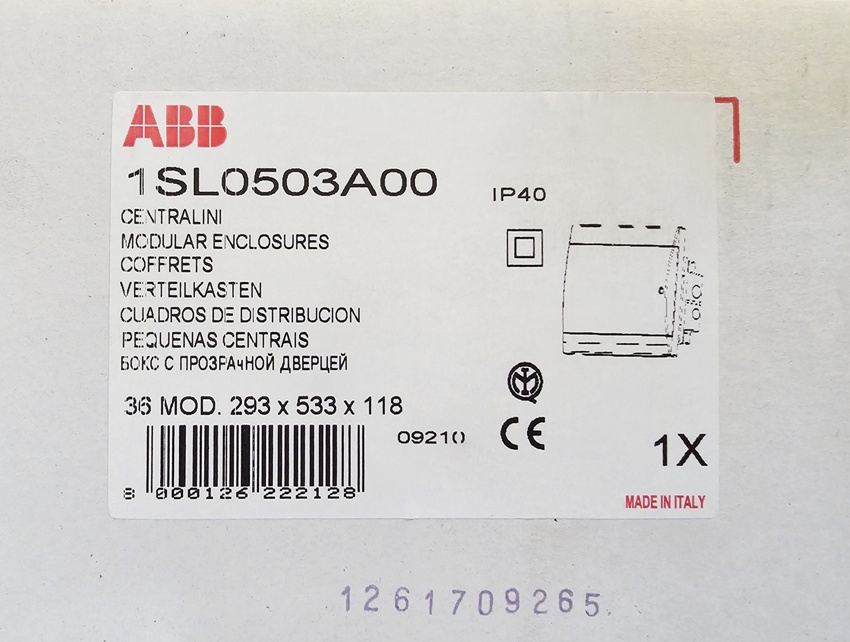 ABB
1SL0503A00
IP40
CENTRALINI
MODULAR ENCLOSURES
COFFRETS
VERTEILKASTEN
CUADROS DE DISTRIBUCION
PEQUENAS CENTRAIS
БОКС С ПРОЗРАчНОЙ ДВЕРЦЕЙ
36 MOD. 293 x 533 x 118
09210
CE
1X
8 000126 222128
MADE IN ITALY
1261709265